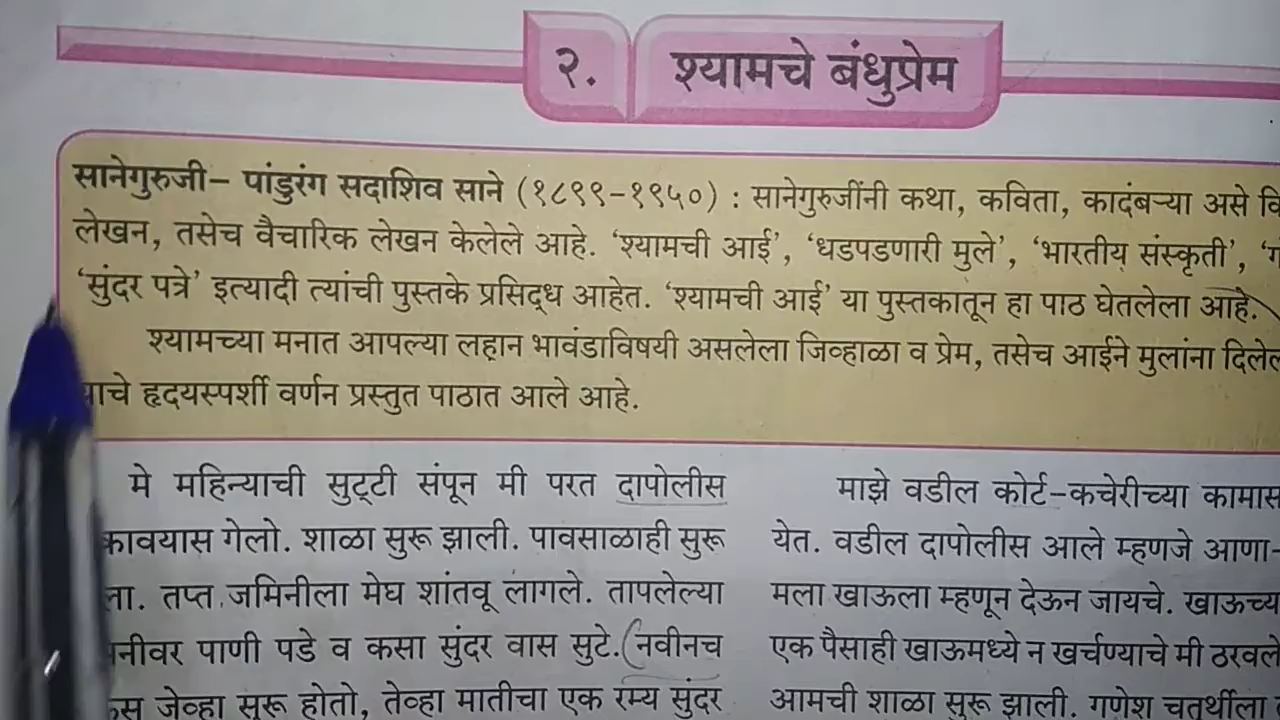 २. श्यामचे बंधुप्रेम
सानेगुरुजी– पांडुरंग सदाशिव साने (१८९९-१९५०) : सानेगुरुजींनी कथा, कविता, कादंबऱ्या असे
लेखन, तसेच वैचारिक लेखन केलेले आहे. ‘श्यामची आई’, ‘धडपडणारी मुले’, ‘भारतीय संस्कृती’,
‘सुंदर पत्रे’ इत्यादी त्यांची पुस्तके प्रसिद्ध आहेत. ‘श्यामची आई’ या पुस्तकातून हा पाठ घेतलेला आहे.
श्यामच्या मनात आपल्या लहान भावंडाविषयी असलेला जिव्हाळा व प्रेम, तसेच आईने मुलांना
हृदयस्पर्शी वर्णन प्रस्तुत पाठात आले आहे.
मे महिन्याची सुट्टी संपून मी परत दापोलीस
गेलो. शाळा सुरू झाली. पावसाळाही सुरू
तप्त जमिनीला मेघ शांतवू लागले. तापलेल्या
पाणी पडे व कसा सुंदर वास सुटे. नवीनच
जेव्हा सुरू होतो, तेव्हा मातीचा एक रम्य सुंदर
माझे वडील कोर्ट-कचेरीच्या कामास
येत. वडील दापोलीस आले म्हणजे आणा-
मला खाऊला म्हणून देऊन जायचे. खाऊच्या
एक पैसाही खाऊमध्ये न खर्चण्याचे मी ठरवले
आमची शाळा सुरू झाली. गणेश चतुर्थीला